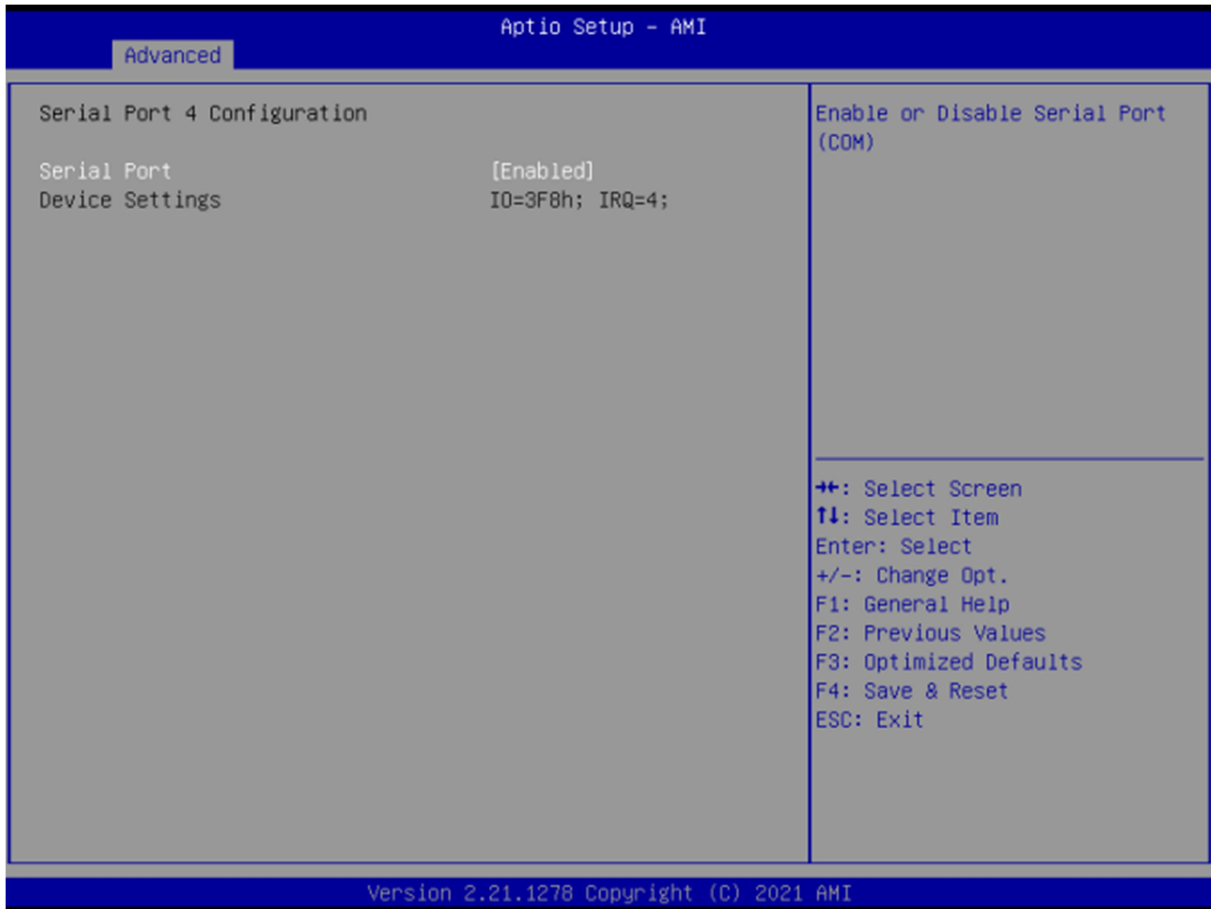 Aptio Setup – AMI
Advanced
Serial Port 4 Configuration
Serial Port [Enabled]
Device Settings IO=3F8h; IRQ=4;
Enable or Disable Serial Port
(COM)
→←: Select Screen
↑↓: Select Item
Enter: Select
+/-: Change Opt.
F1: General Help
F2: Previous Values
F3: Optimized Defaults
F4: Save & Reset
ESC: Exit
Version 2.21.1278 Copyright (C) 2021 AMI